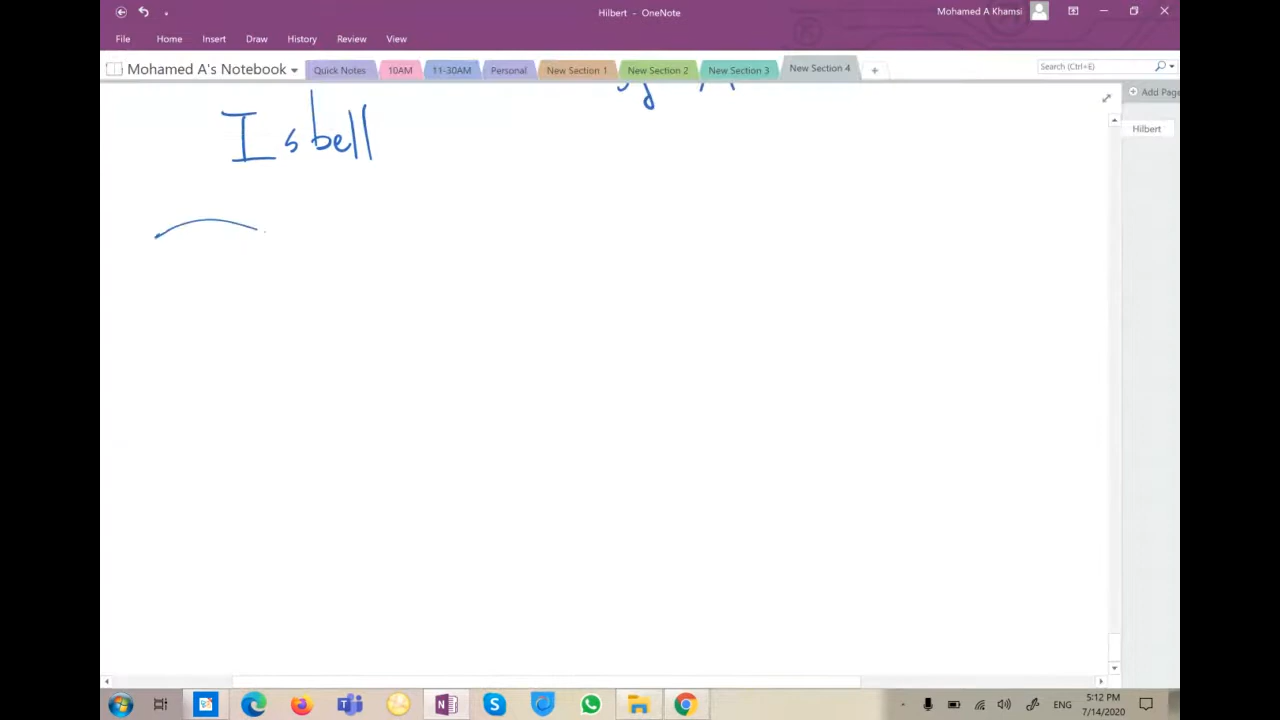 Hilbert - OneNote
Mohamed A Khamsi
File Home Insert Draw History Review View
Mohamed A's Notebook Quick Notes 10AM 11-30AM Personal New Section 1 New Section 2 New Section 3 New Section 4
Search (Ctrl+E)
Add Pag
Hilbert
Isbell
ENG
5:12 PM
7/14/2020